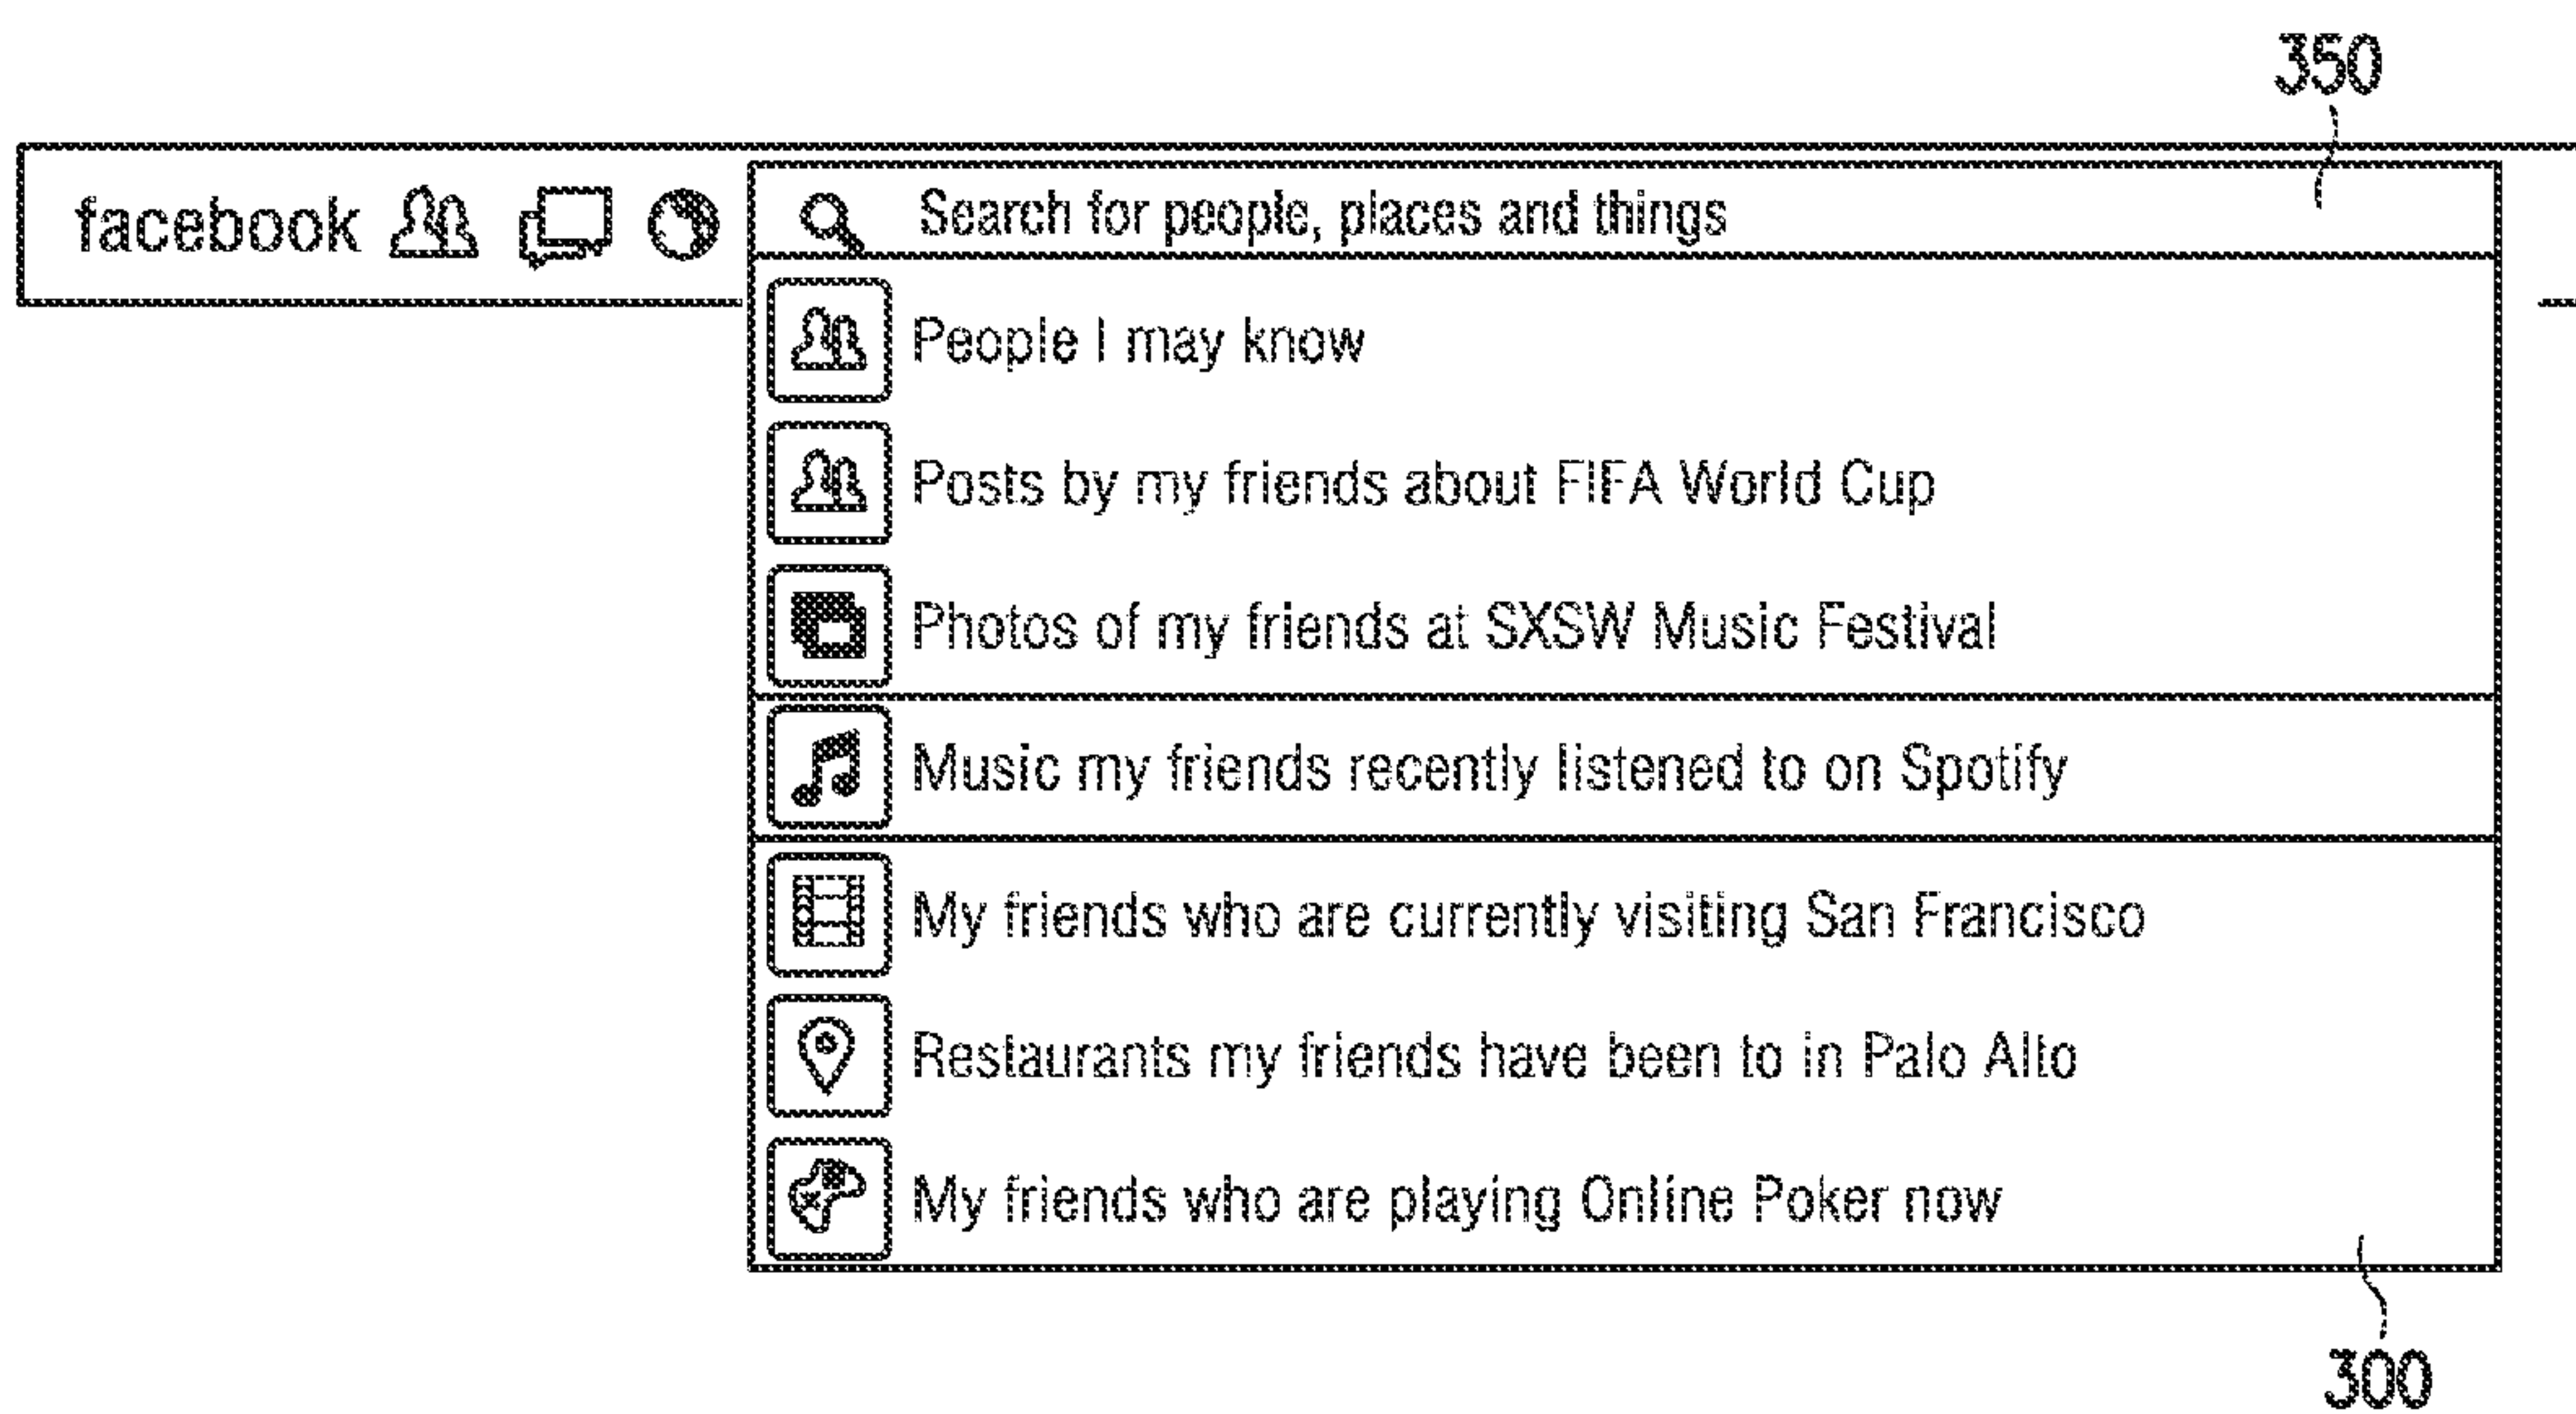 350
facebook
Search for people, places and things
People I may know
Posts by my friends about FIFA World Cup
Photos of my friends at SXSW Music Festival
Music my friends recently listened to on Spotify
My friends who are currently visiting San Francisco
Restaurants my friends have been to in Palo Alto
My friends who are playing Online Poker now
300